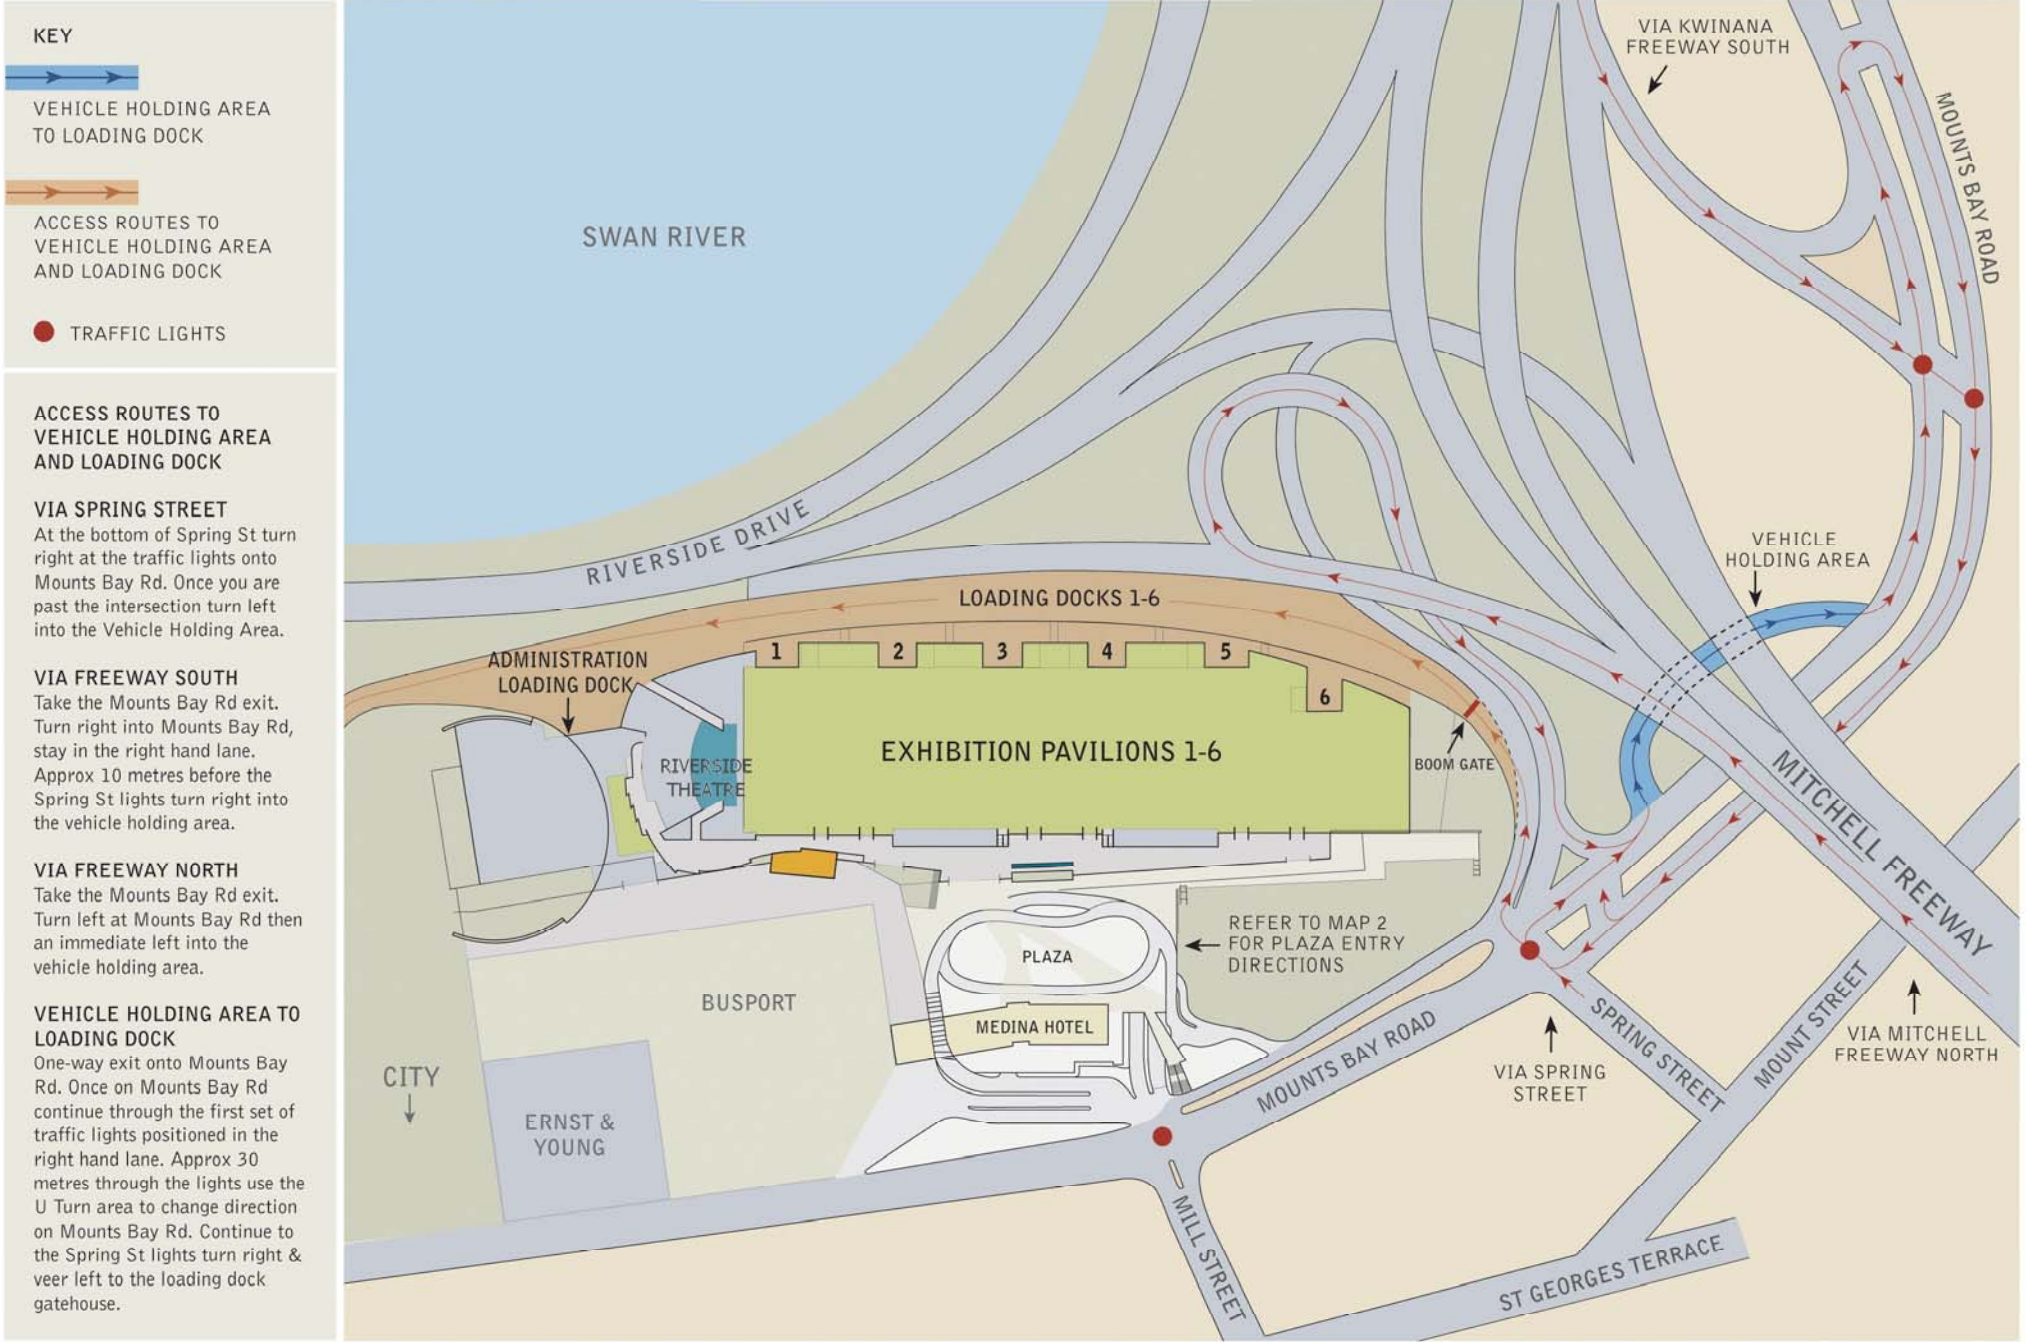 KEY
VEHICLE HOLDING AREA
TO LOADING DOCK
ACCESS ROUTES TO
VEHICLE HOLDING AREA
AND LOADING DOCK
TRAFFIC LIGHTS
ACCESS ROUTES TO
VEHICLE HOLDING AREA
AND LOADING DOCK
VIA SPRING STREET
At the bottom of Spring St turn
right at the traffic lights onto
Mounts Bay Rd. Once you are
past the intersection turn left
into the Vehicle Holding Area.
VIA FREEWAY SOUTH
Take the Mounts Bay Rd exit.
Turn right into Mounts Bay Rd,
stay in the right hand lane.
Approx 10 metres before the
Spring St lights turn right into
the vehicle holding area.
VIA FREEWAY NORTH
Take the Mounts Bay Rd exit.
Turn left at Mounts Bay Rd then
an immediate left into the
vehicle holding area.
VEHICLE HOLDING AREA TO
LOADING DOCK
One-way exit onto Mounts Bay
Rd. Once on Mounts Bay Rd
continue through the first set of
traffic lights positioned in the
right hand lane. Approx 30
metres through the lights use the
U Turn area to change direction
on Mounts Bay Rd. Continue to
the Spring St lights turn right &
veer left to the loading dock
gatehouse.
VIA KWINANA
FREEWAY SOUTH
MOUNTS BAY ROAD
SWAN RIVER
RIVERSIDE DRIVE
VEHICLE
HOLDING AREA
LOADING DOCKS 1-6
ADMINISTRATION
LOADING DOCK
1
2
3
4
5
6
RIVERSIDE
THEATRE
EXHIBITION PAVILIONS 1-6
BOOM GATE
MITCHELL FREEWAY
REFER TO MAP 2
FOR PLAZA ENTRY
DIRECTIONS
PLAZA
BUSPORT
MEDINA HOTEL
MOUNTS BAY ROAD
SPRING STREET
MOUNT STREET
VIA MITCHELL
FREEWAY NORTH
VIA SPRING
STREET
CITY
ERNST &
YOUNG
MILL STREET
ST GEORGES TERRACE